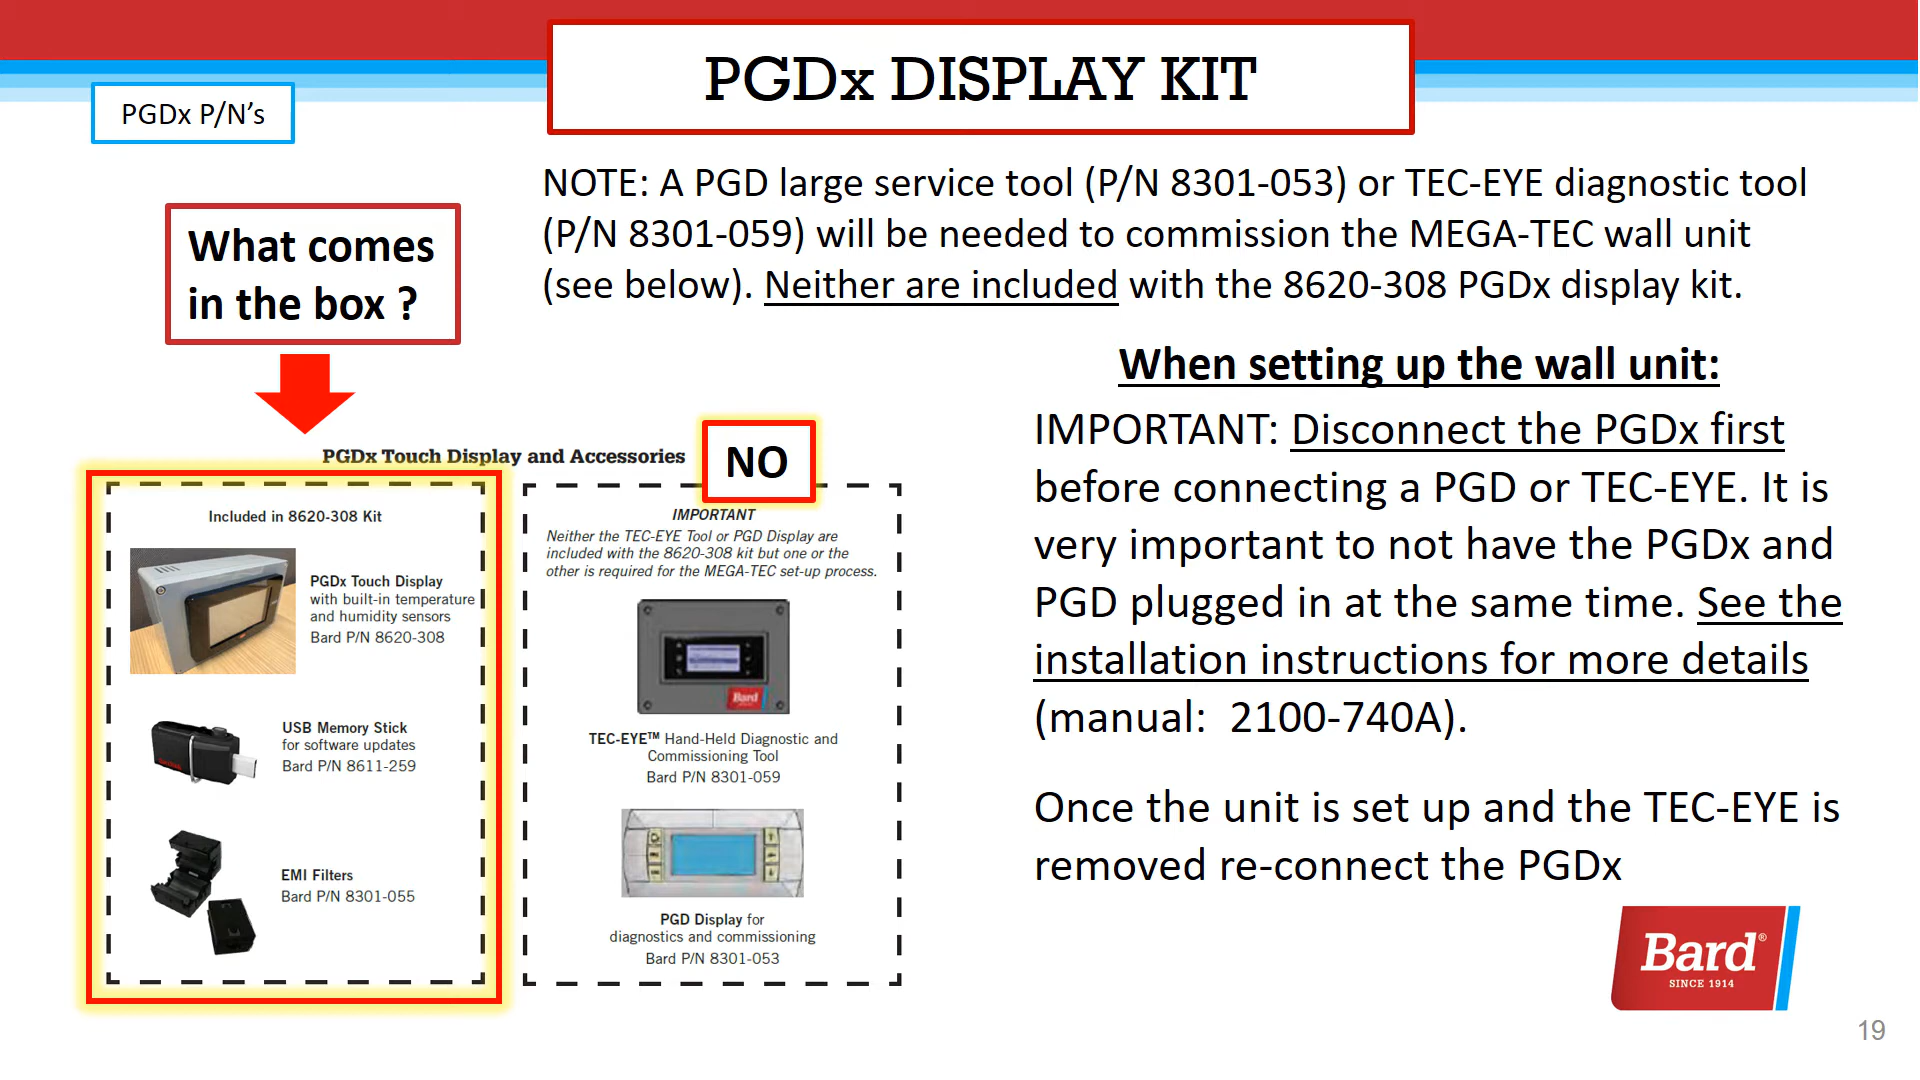 PGDx DISPLAY KIT
PGDx P/N’s
NOTE: A PGD large service tool (P/N 8301-053) or TEC-EYE diagnostic tool
(P/N 8301-059) will be needed to commission the MEGA-TEC wall unit
(see below). Neither are included with the 8620-308 PGDx display kit.
What comes
in the box ?
When setting up the wall unit:
IMPORTANT: Disconnect the PGDx first
before connecting a PGD or TEC-EYE. It is
very important to not have the PGDx and
PGD plugged in at the same time. See the
installation instructions for more details
(manual:  2100-740A).
Once the unit is set up and the TEC-EYE is
removed re-connect the PGDx
PGDx Touch Display and Accessories
NO
Included in 8620-308 Kit
PGDx Touch Display
with built-in temperature
and humidity sensors
Bard P/N 8620-308
USB Memory Stick
for software updates
Bard P/N 8611-259
EMI Filters
Bard P/N 8301-055
IMPORTANT
Neither the TEC-EYE Tool or PGD Display are
included with the 8620-308 kit but one or the
other is required for the MEGA-TEC set-up process.
Bard
TEC-EYE™ Hand-Held Diagnostic and
Commissioning Tool
Bard P/N 8301-059
PGD Display for
diagnostics and commissioning
Bard P/N 8301-053
Bard®
SINCE 1914
19